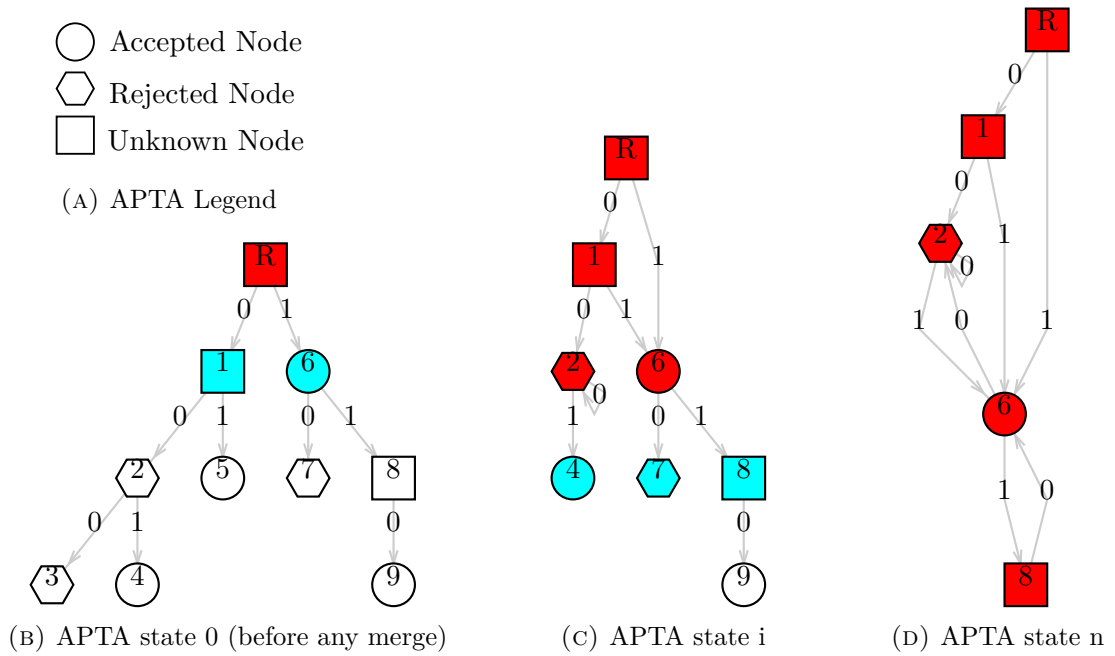 Accepted Node
Rejected Node
Unknown Node
(A) APTA Legend
R
0 1
1 6
0 1 0 1
2 5 7 8
0 1 0
3 4 9
(B) APTA state 0 (before any merge)
R
0
1 1
0 1
2 6
0
1 0 1
4 7 8
0
9
(C) APTA state i
R
0
1
0
2 1
0
1 0 1
6
1 0
8
(D) APTA state n